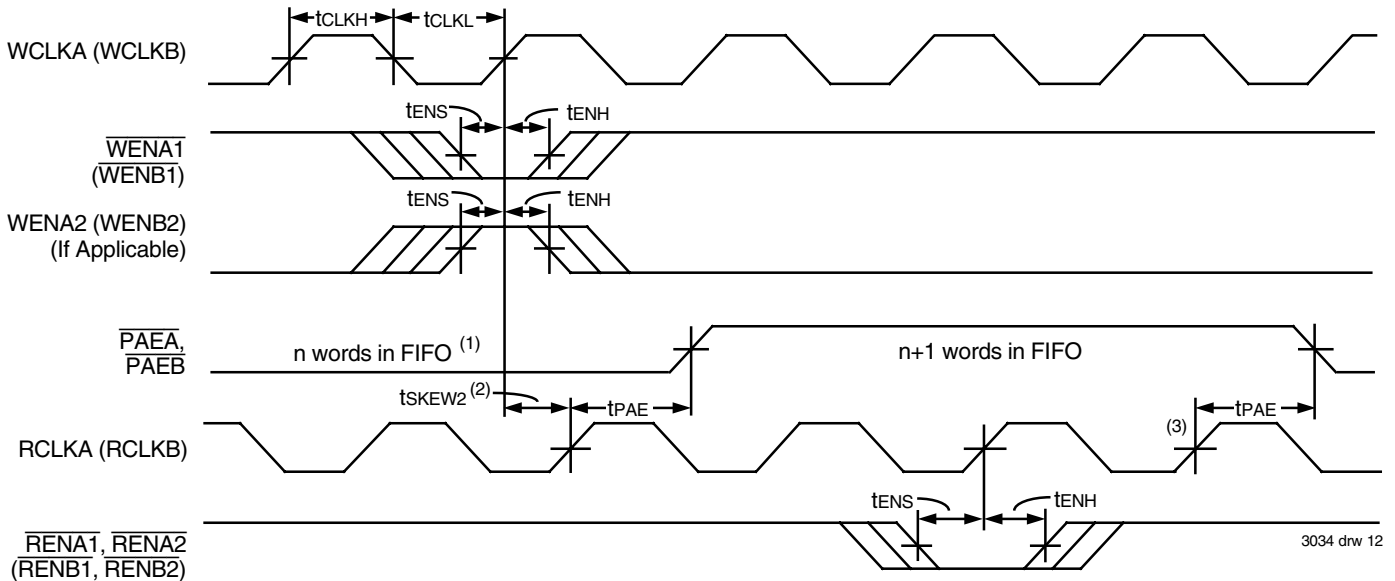 tCLKH tCLKL
WCLKA (WCLKB)
tENS tENH
WENA1
(WENB1)
tENS tENH
WENA2 (WENB2)
(If Applicable)
PAEA,
PAEB
n words in FIFO (1)
n+1 words in FIFO
tSKEW2 (2)
tPAE
tPAE
RCLKA (RCLKB)
(3)
tENS tENH
RENA1, RENA2
(RENB1, RENB2)
3034 drw 12